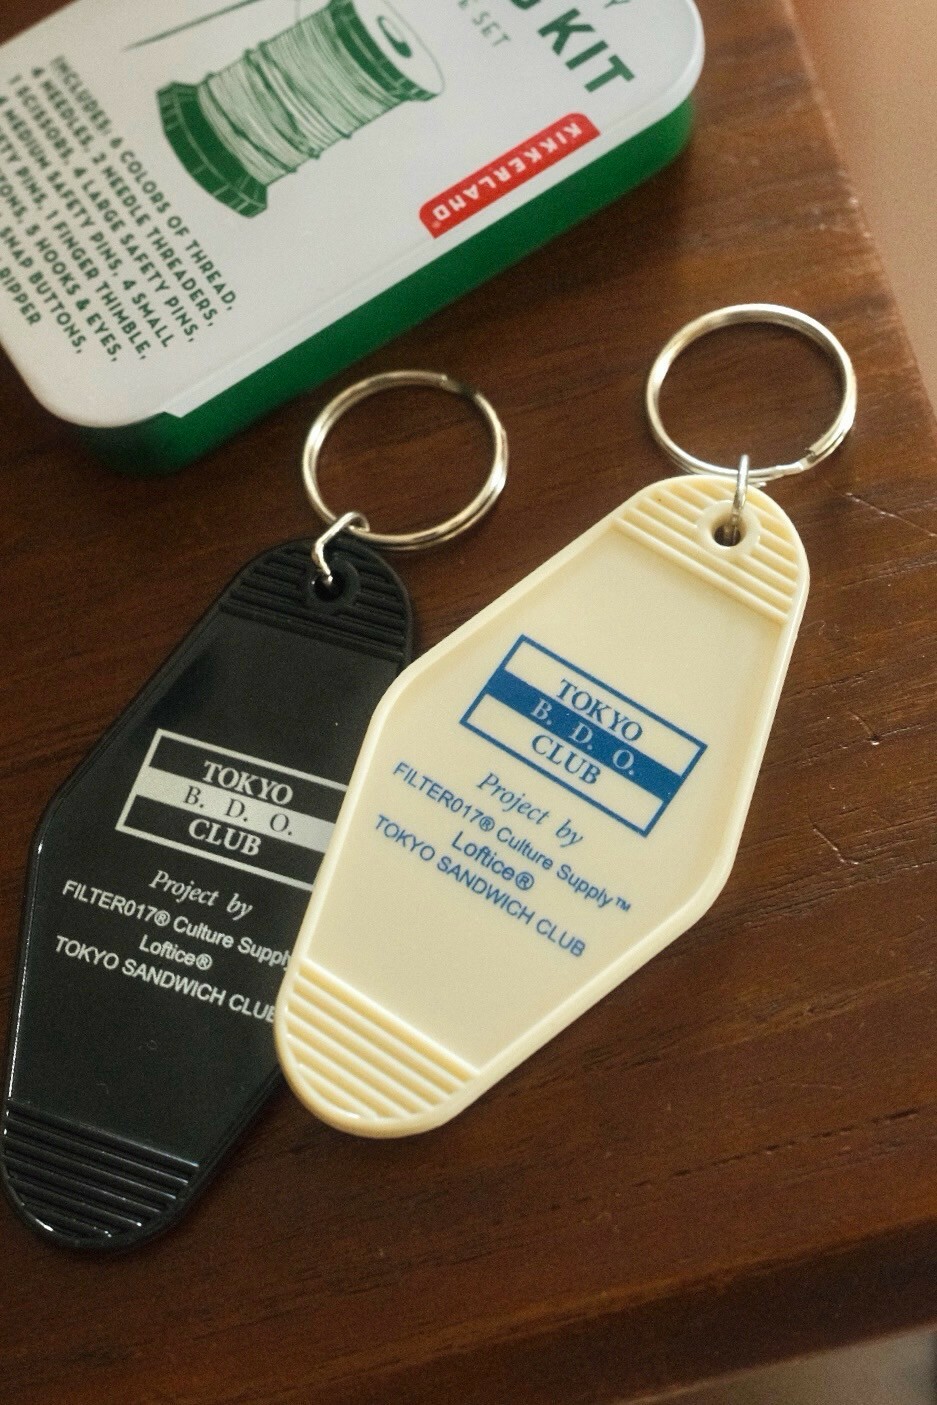 KIT
E SET
KIKKERLAND®
INCLUDES: 6 COLORS OF THREAD,
4 NEEDLES, 2 NEEDLE THREADERS,
1 SCISSORS, 4 LARGE SAFETY PINS,
4 MEDIUM SAFETY PINS, 4 SMALL
PINS, 1 FINGER THIMBLE,
5 HOOKS & EYES,
SNAP BUTTONS,
RIPPER
TOKYO
B. D. O.
CLUB
Project by
FILTER017® Culture Supply
Loftice®
TOKYO SANDWICH CLUB
TOKYO
B. D. O.
CLUB
Project by
FILTER017® Culture Supply™
Loftice®
TOKYO SANDWICH CLUB